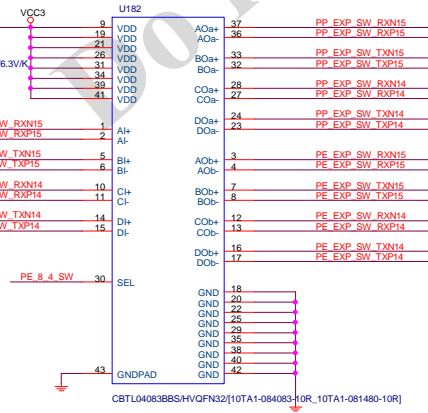 VCC3
U182
9 VDD AOa+ 37 PP_EXP_SW_RXN15
19 VDD AOa- 36 PP_EXP_SW_RXP15
21 VDD
26 VDD BOa+ 33 PP_EXP_SW_TXN15
6.3V/K 31 VDD BOa- 32 PP_EXP_SW_TXP15
34 VDD
39 VDD COa+ 28 PP_EXP_SW_RXN14
41 VDD COa- 27 PP_EXP_SW_RXP14
DOa+ 24 PP_EXP_SW_TXN14
W_RXN15 1 AI+ DOa- 23 PP_EXP_SW_TXP14
W_RXP15 2 AI-
W_TXN15 5 BI+ AOb+ 3 PE_EXP_SW_RXN15
W_TXP15 6 BI- AOb- 4 PE_EXP_SW_RXP15
W_RXN14 10 CI+ BOb+ 7 PE_EXP_SW_TXN15
W_RXP14 11 CI- BOb- 8 PE_EXP_SW_TXP15
W_TXN14 14 DI+ COb+ 12 PE_EXP_SW_RXN14
W_TXP14 15 DI- COb- 13 PE_EXP_SW_RXP14
DOb+ 16 PE_EXP_SW_TXN14
DOb- 17 PE_EXP_SW_TXP14
PE_8_4_SW 30 SEL
GND 18
GND 20
GND 22
GND 25
GND 29
GND 35
GND 38
GND 40
43 GNDPAD GND 42
CBTL04083BBS/HVQFN32/[10TA1-084083-10R_10TA1-081480-10R]
Do